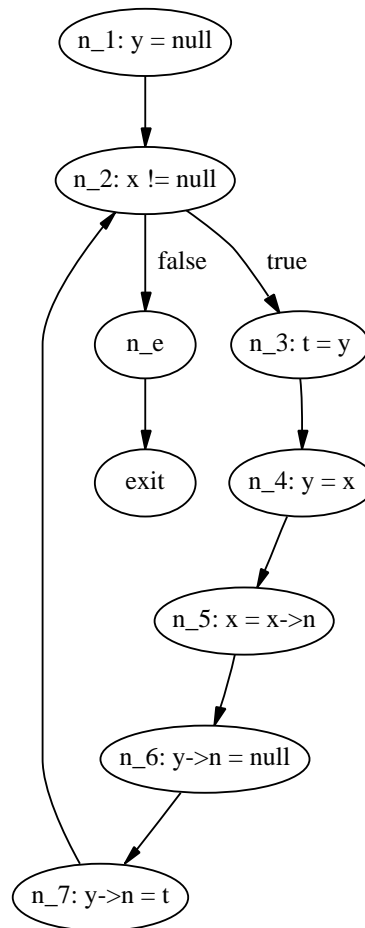 n_1: y = null
n_2: x != null
false
true
n_e
n_3: t = y
exit
n_4: y = x
n_5: x = x->n
n_6: y->n = null
n_7: y->n = t